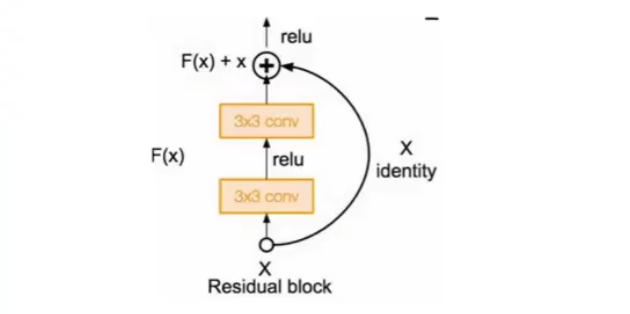 relu
F(x) + x
3x3 conv
F(x)
relu
X
identity
3x3 conv
X
Residual block